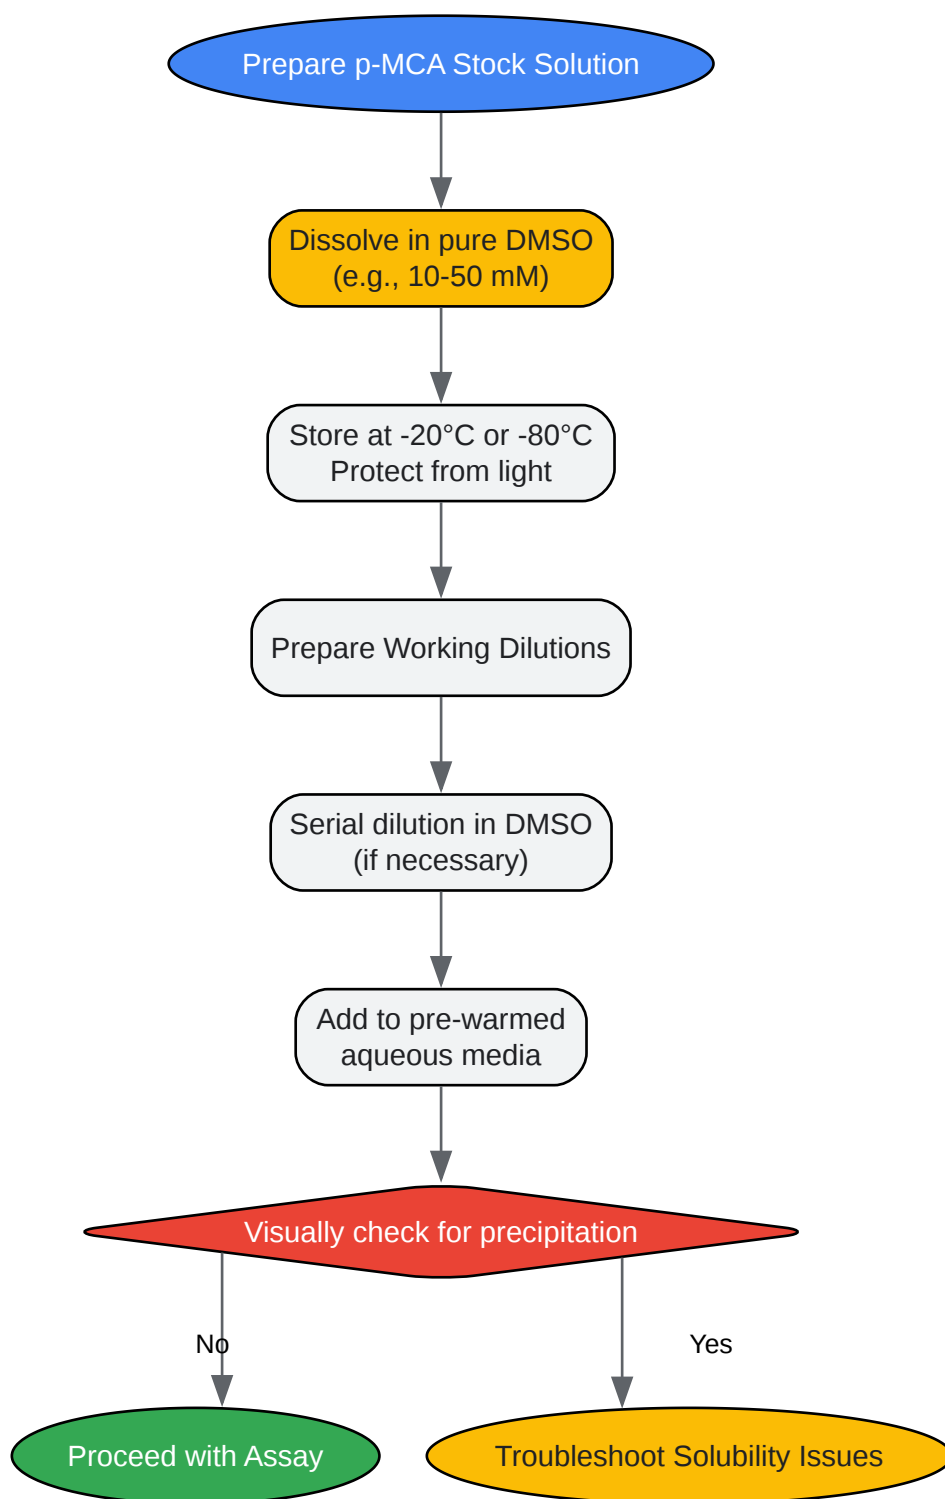 Prepare p-MCA Stock Solution
Dissolve in pure DMSO
(e.g., 10-50 mM)
Store at -20°C or -80°C
Protect from light
Prepare Working Dilutions
Serial dilution in DMSO
(if necessary)
Add to pre-warmed
aqueous media
Visually check for precipitation
No
Yes
Proceed with Assay
Troubleshoot Solubility Issues